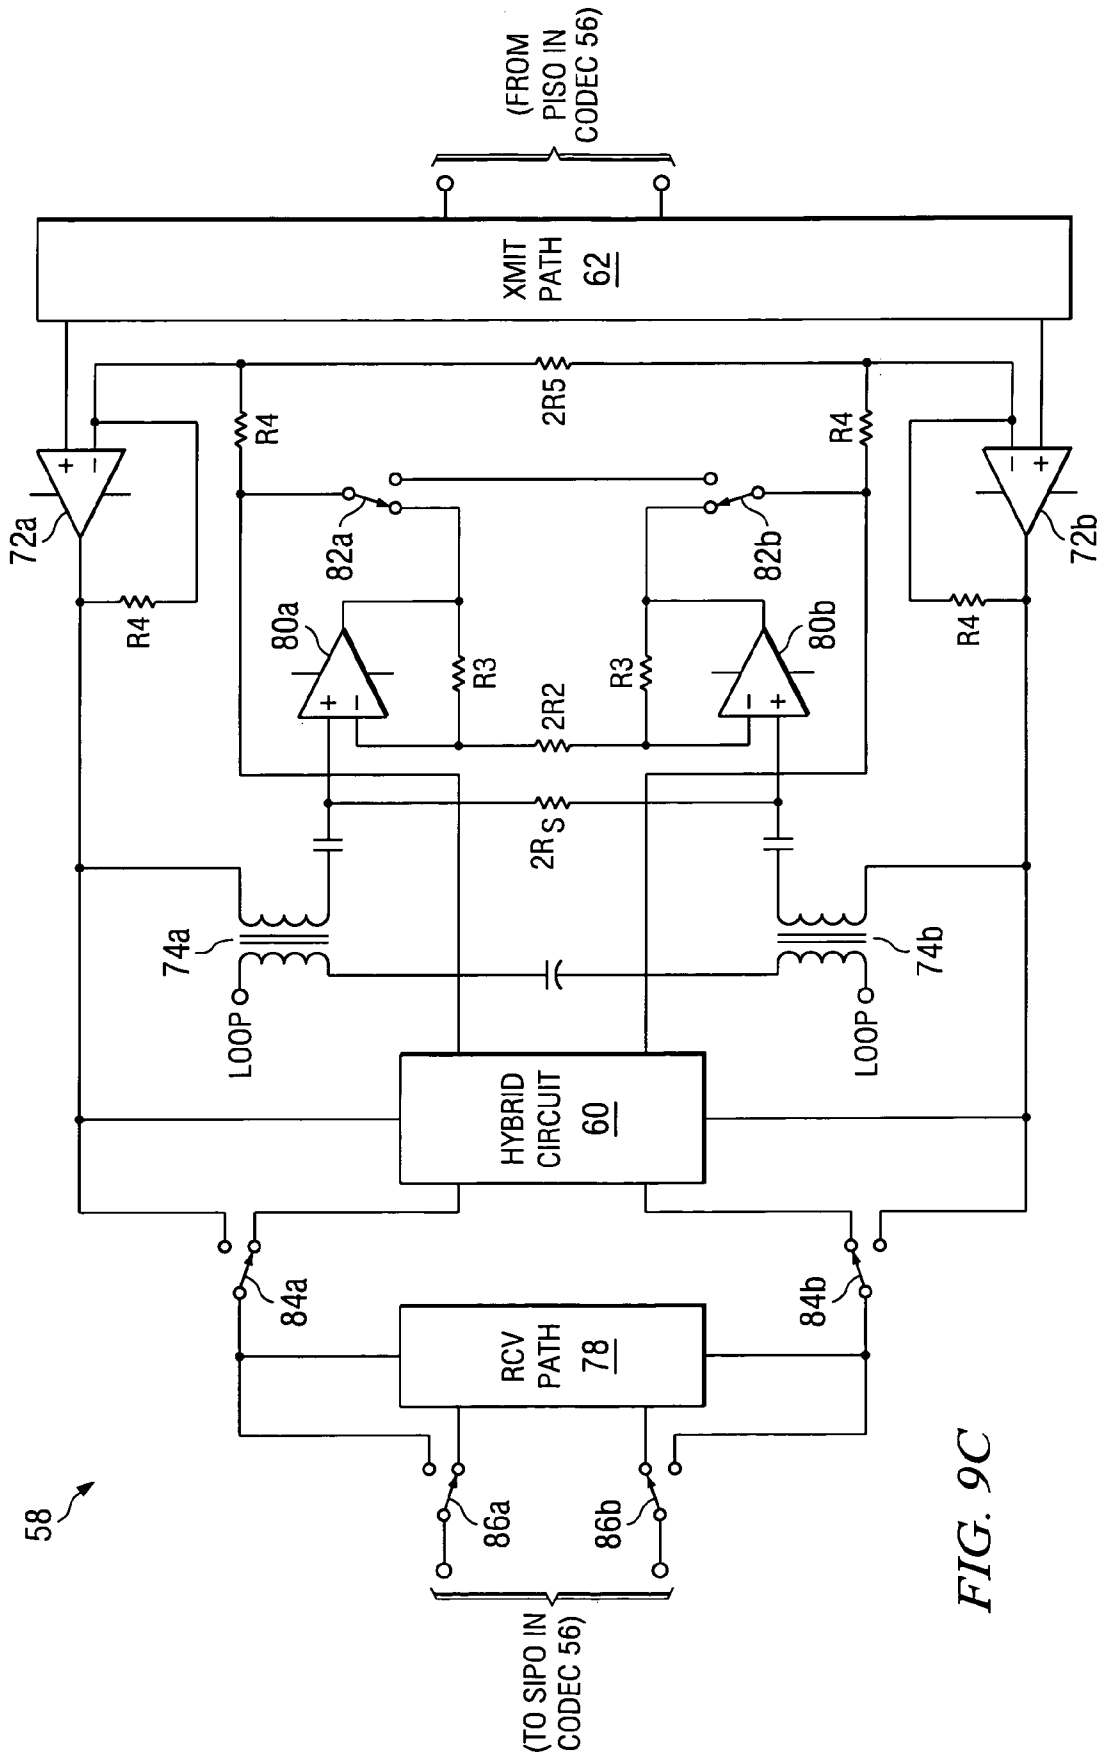 58
(TO SIPO IN
CODEC 56)
86a
86b
RCV
PATH
78
84a
84b
HYBRID
CIRCUIT
60
LOOP
LOOP
74a
74b
2RS
2R2
R3
R3
80a
80b
+
−
−
+
82a
82b
R4
R4
R4
R4
2R5
72a
72b
+
−
−
+
XMIT
PATH
62
(FROM
PISO IN
CODEC 56)
FIG. 9C